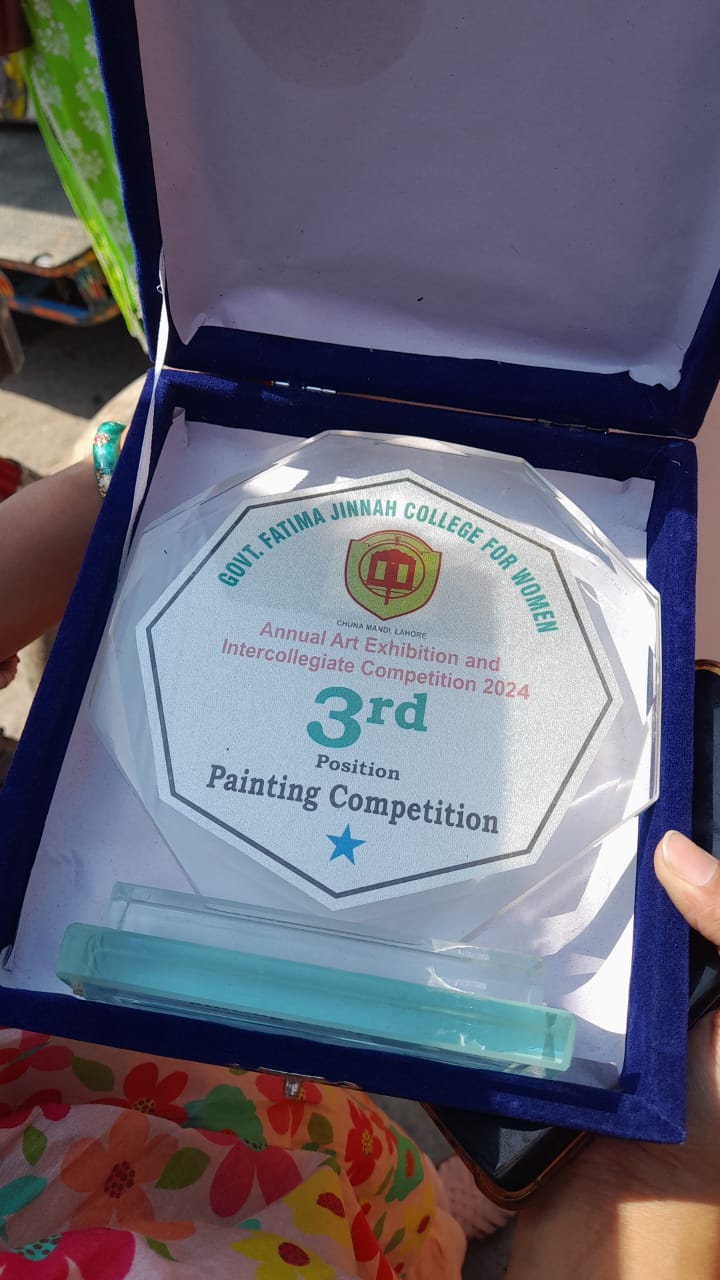 GOVT. FATIMA JINNAH COLLEGE FOR WOMEN
CHUNA MANDI, LAHORE
Annual Art Exhibition and
Intercollegiate Competition 2024
3rd
Position
Painting Competition